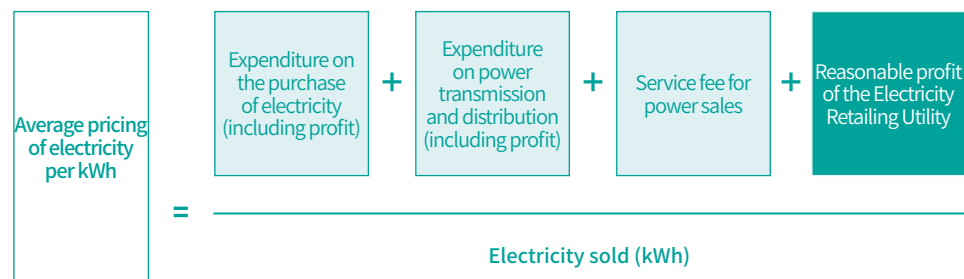 Average pricing
of electricity
per kWh
=
Expenditure on
the purchase
of electricity
(including profit)
+
Expenditure
on power
transmission
and distribution
(including profit)
+
Service fee for
power sales
+
Reasonable profit
of the Electricity
Retailing Utility
Electricity sold (kWh)